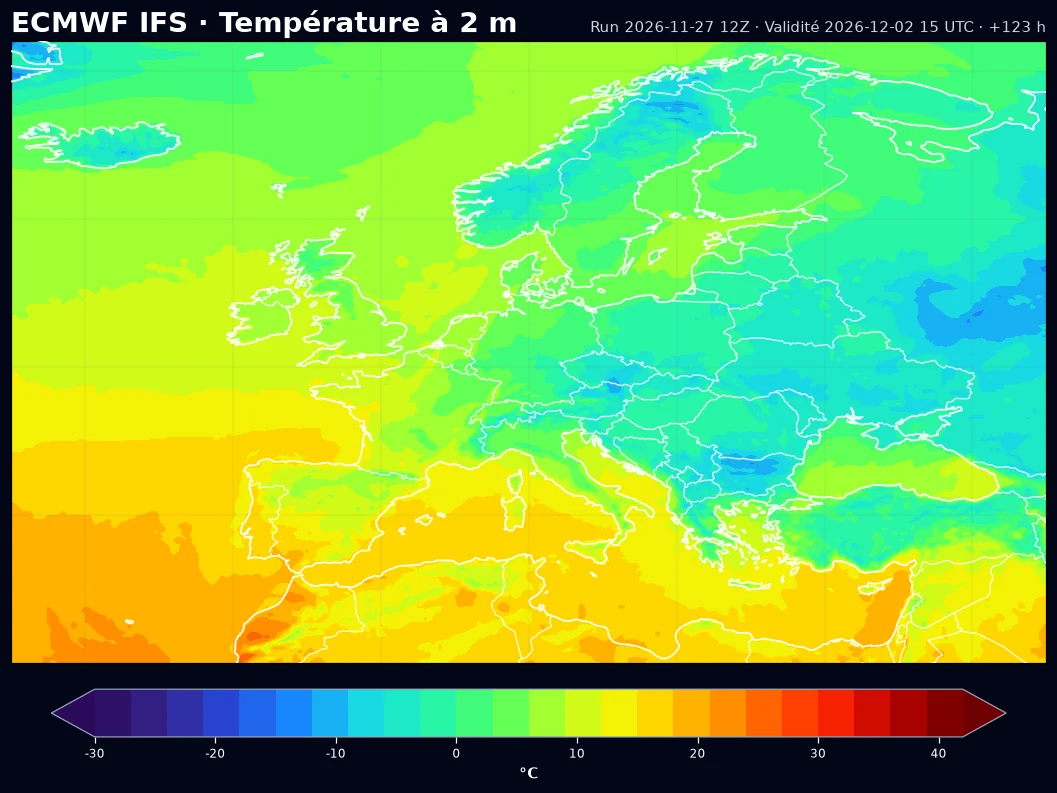 ECMWF IFS · Température à 2 m
Run 2026-11-27 12Z · Validité 2026-12-02 15 UTC · +123 h
-30 -20 -10 0 10 20 30 40
°C